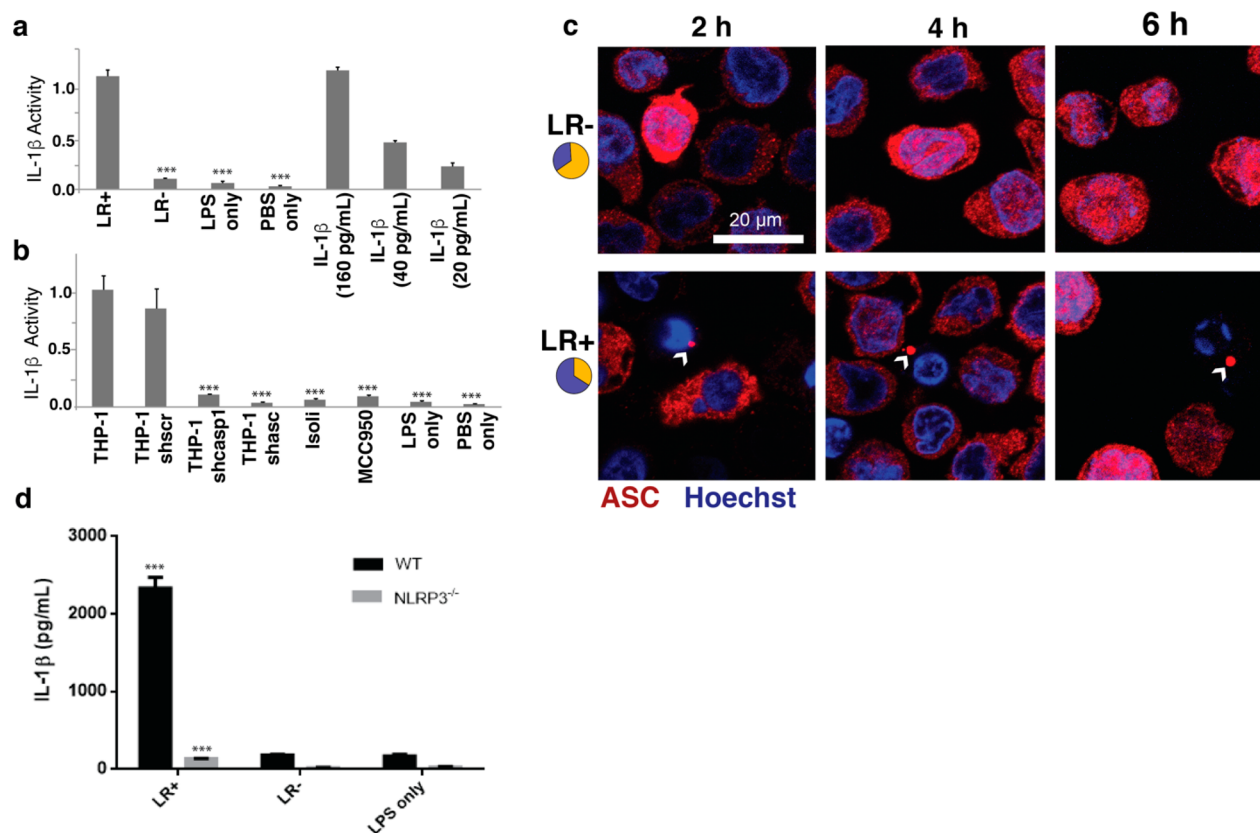 a
IL-1β Activity
1.0
0.5
0.0
***
***
***
LR+
LR-
LPS
only
PBS
only
IL-1β
(160 pg/mL)
IL-1β
(40 pg/mL)
IL-1β
(20 pg/mL)
b
IL-1β Activity
1.0
0.5
0.0
***
***
***
***
***
***
THP-1
THP-1
shscr
THP-1
shcasp1
THP-1
shasc
Isoli
MCC950
LPS
only
PBS
only
c
2 h
4 h
6 h
LR-
20 µm
LR+
ASC Hoechst
d
IL-1β (pg/mL)
3000
2000
1000
0
***
***
WT
NLRP3-/-
LR+
LR-
LPS only